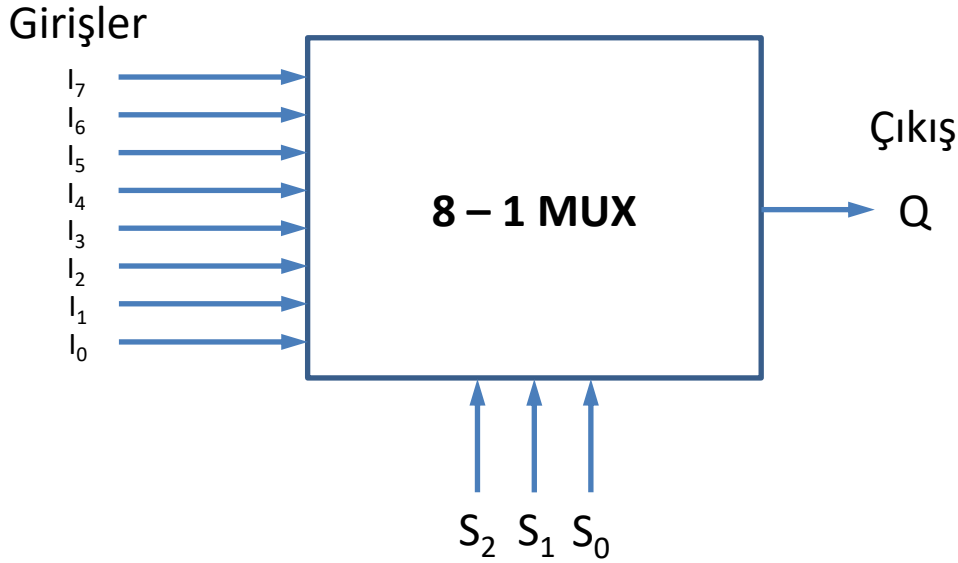 Girişler
I7
I6
I5
I4
I3
I2
I1
I0
8 – 1 MUX
Çıkış
Q
S2 S1 S0